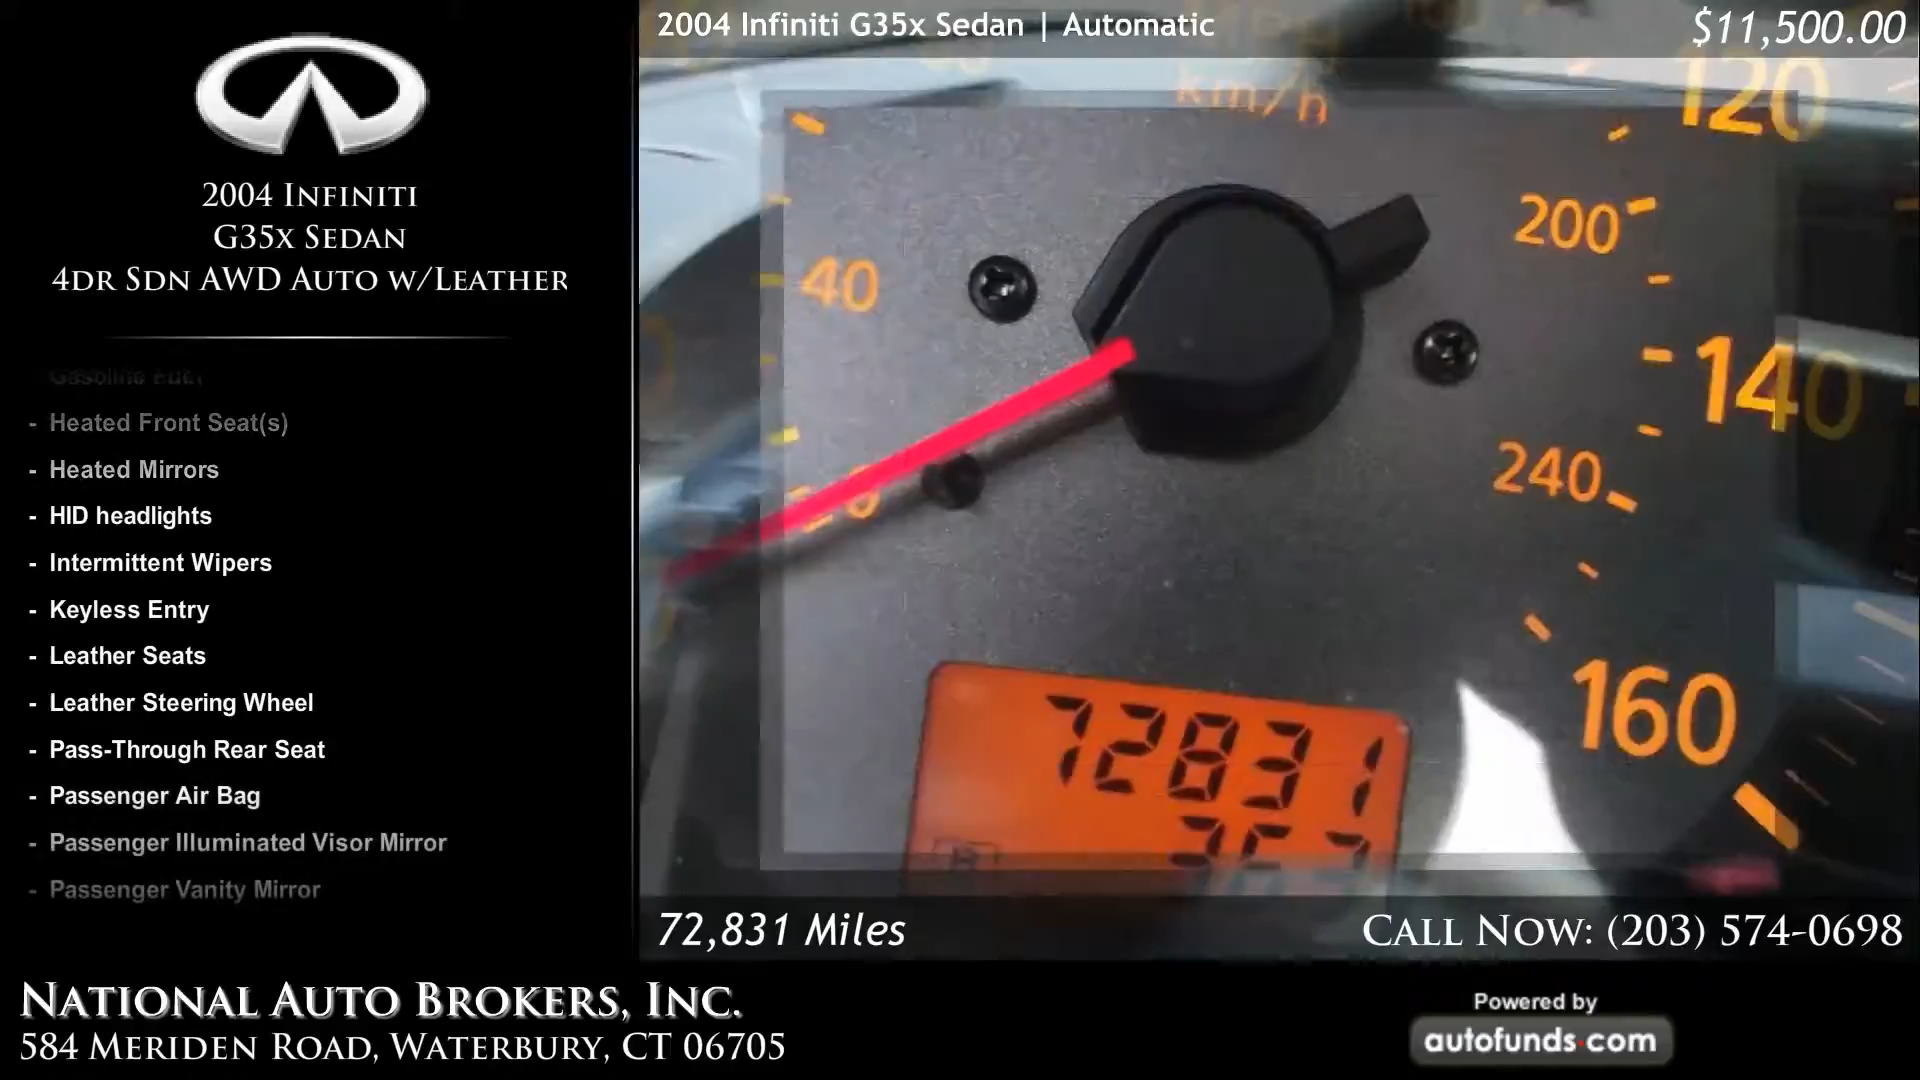 2004 Infiniti G35x Sedan | Automatic
$11,500.00
2004 Infiniti
G35x Sedan
4dr Sdn AWD Auto w/Leather
Gasoline Fuel
- Heated Front Seat(s)
- Heated Mirrors
- HID headlights
- Intermittent Wipers
- Keyless Entry
- Leather Seats
- Leather Steering Wheel
- Pass-Through Rear Seat
- Passenger Air Bag
- Passenger Illuminated Visor Mirror
- Passenger Vanity Mirror
km/h
120
200
40
140
240
20
160
72831
72,831 Miles
Call Now: (203) 574-0698
National Auto Brokers, Inc.
584 Meriden Road, Waterbury, CT 06705
Powered by
autofunds.com